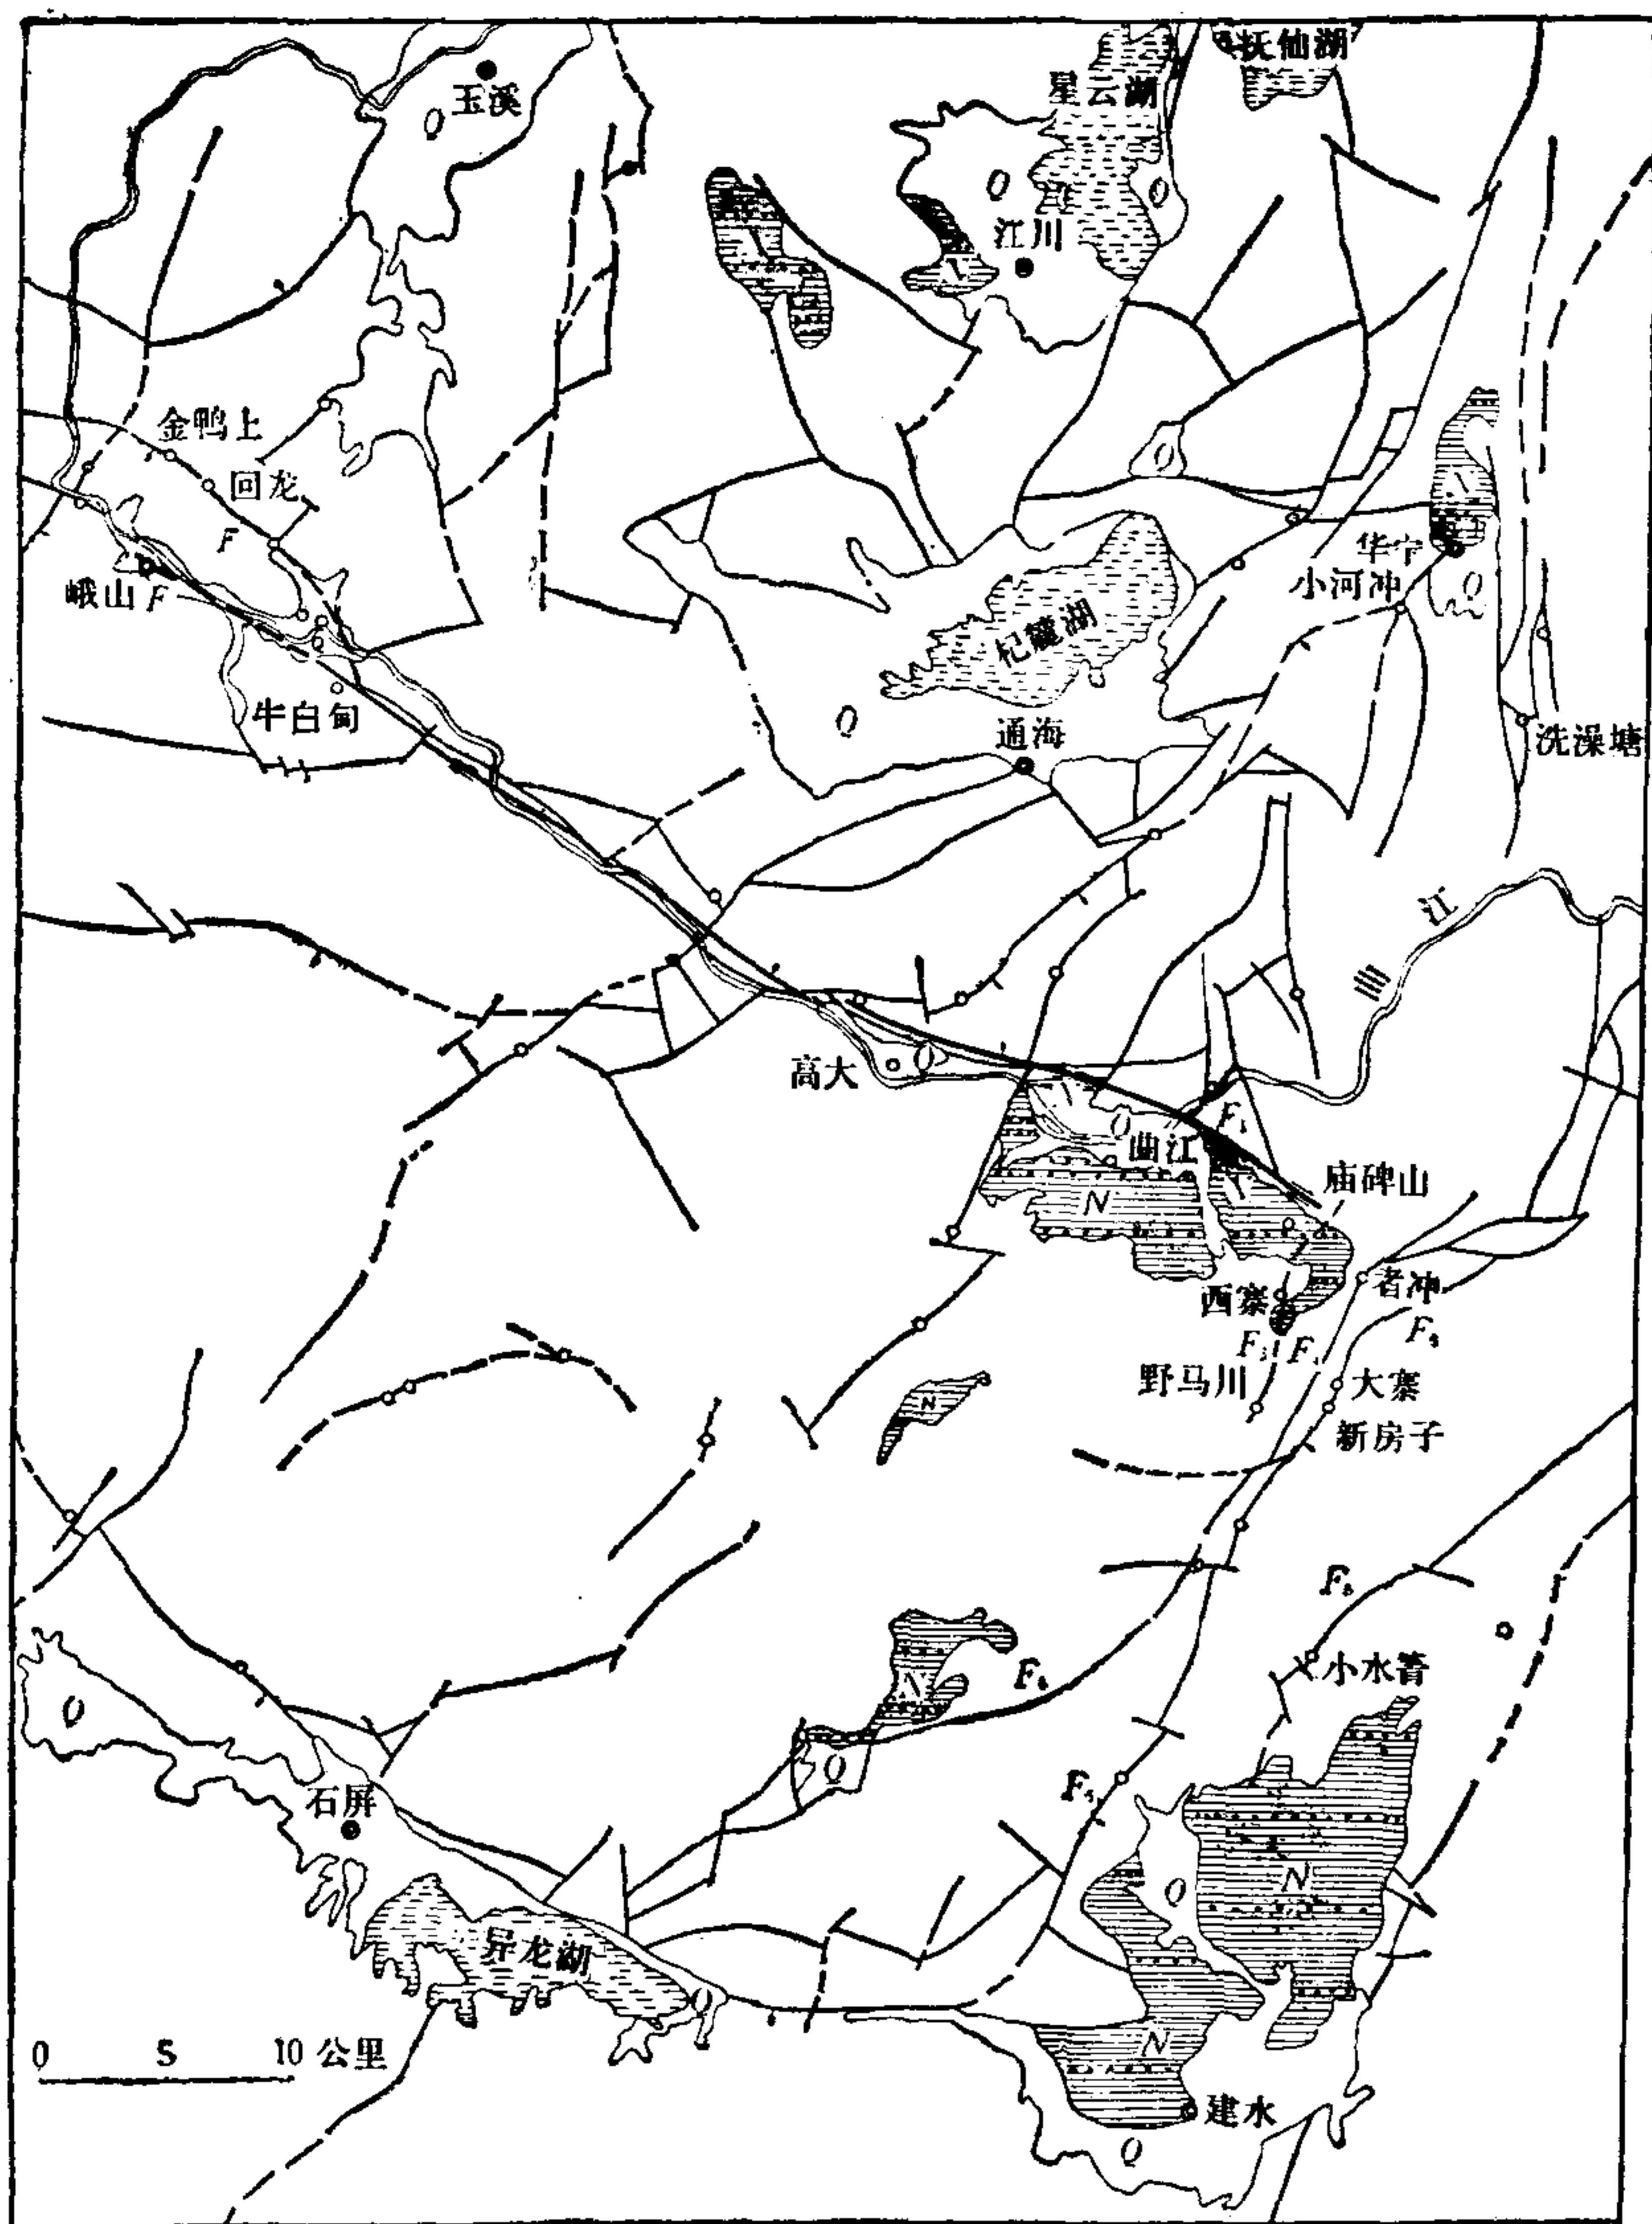 抚仙湖
星云湖
玉溪
Q
Q
Q
江川
N
N
金鸭上
回龙
F
峨山
F
牛白甸
Q
华宁
小河冲
N
Q
杞麓湖
Q
通海
洗澡塘
江
三
高大
Q
Q
曲江
F₁
N
庙碑山
者冲
西寨
F₃
野马川
大寨
新房子
N
F₅
小水箐
N
F₄
Q
F₅
Q
石屏
N
Q
异龙湖
Q
0 5 10 公里
N
建水
Q